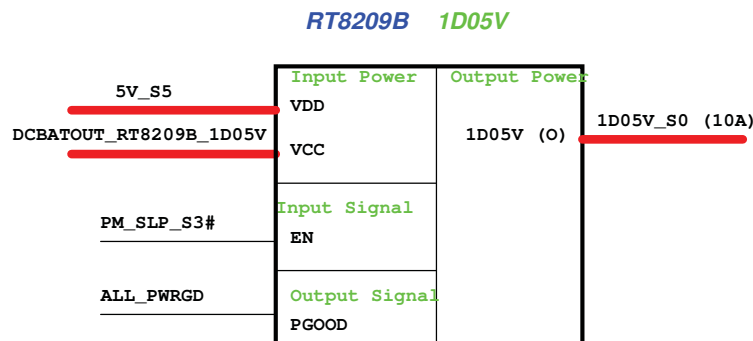 RT8209B 1D05V
Input Power Output Power
5V_S5
VDD
DCBATOUT_RT8209B_1D05V
1D05V (O)
1D05V_S0 (10A)
VCC
Input Signal
PM_SLP_S3#
EN
ALL_PWRGD
Output Signal
PGOOD